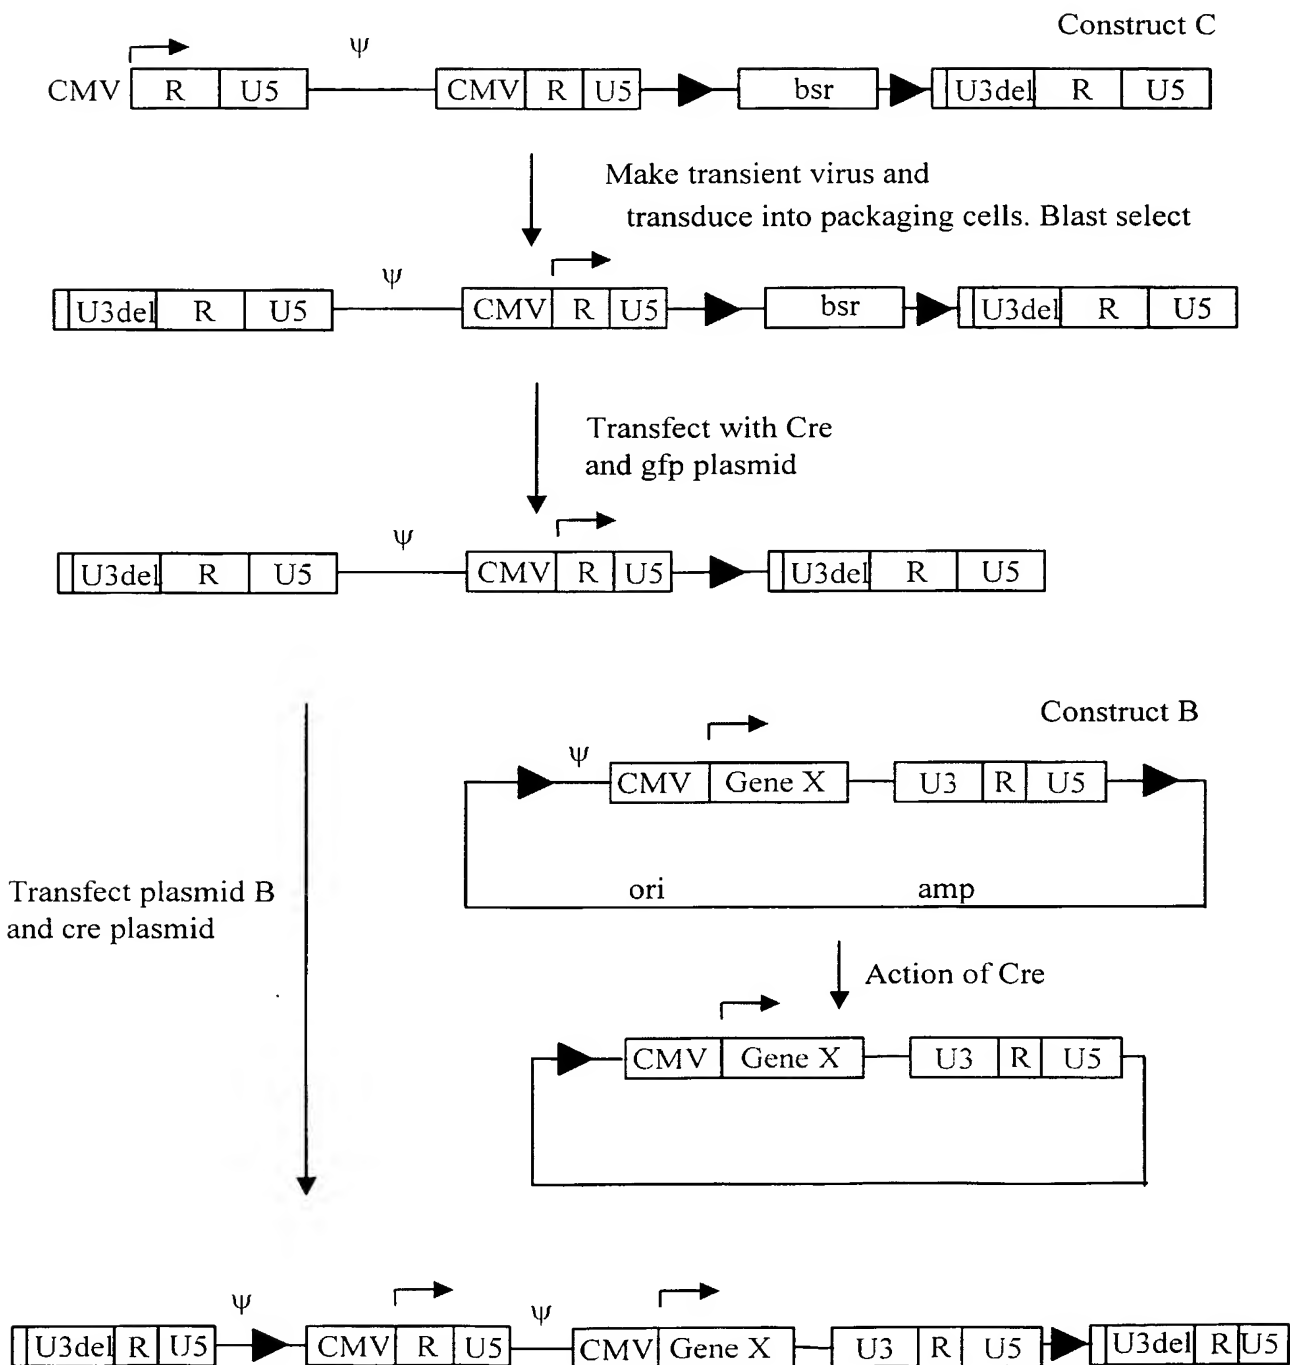 Construct C
ψ
CMV R U5 CMV R U5 bsr U3del R U5
Make transient virus and
transduce into packaging cells. Blast select
ψ
U3del R U5 CMV R U5 bsr U3del R U5
Transfect with Cre
and gfp plasmid
ψ
U3del R U5 CMV R U5 U3del R U5
Construct B
ψ
CMV Gene X U3 R U5
ori amp
Transfect plasmid B
and cre plasmid
Action of Cre
CMV Gene X U3 R U5
ψ ψ
U3del R U5 CMV R U5 CMV Gene X U3 R U5 U3del R U5